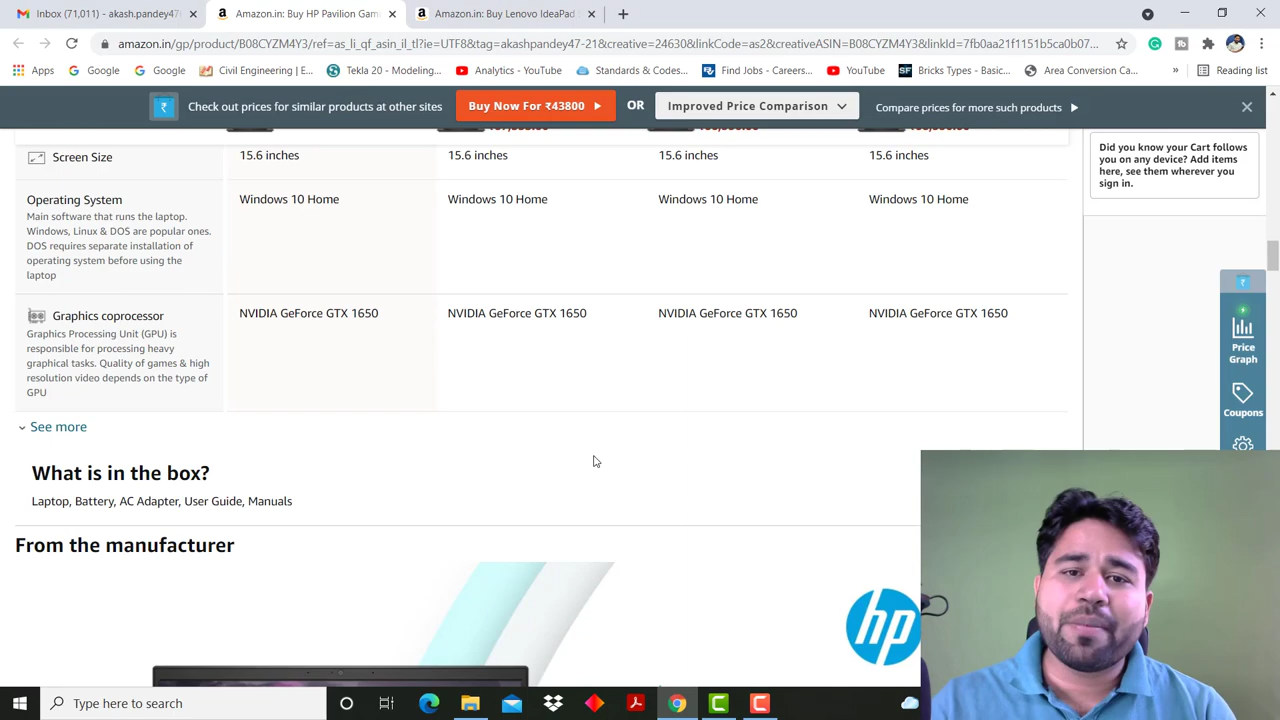 Inbox (71,011) - akash.pandey47
Amazon.in: Buy HP Pavilion Gam
Amazon.in: Buy Lenovo IdeaPad S
amazon.in/gp/product/B08CYZM4Y3/ref=as_li_qf_asin_il_tl?ie=UTF8&tag=akashpandey47-21&creative=24630&linkCode=as2&creativeASIN=B08CYZM4Y3&linkId=7fb0aa21f1151b5ca0b07...
Apps
Google
Google
Civil Engineering | E...
Tekla 20 - Modeling...
Analytics - YouTube
Standards & Codes...
Find Jobs - Careers...
YouTube
Bricks Types - Basic...
Area Conversion Ca...
»
Reading list
Check out prices for similar products at other sites
Buy Now For ₹43800
OR
Improved Price Comparison
Compare prices for more such products
Screen Size
15.6 inches
15.6 inches
15.6 inches
15.6 inches
Operating System
Main software that runs the laptop.
Windows, Linux & DOS are popular ones.
DOS requires separate installation of
operating system before using the
laptop
Windows 10 Home
Windows 10 Home
Windows 10 Home
Windows 10 Home
Graphics coprocessor
Graphics Processing Unit (GPU) is
responsible for processing heavy
graphical tasks. Quality of games & high
resolution video depends on the type of
GPU
NVIDIA GeForce GTX 1650
NVIDIA GeForce GTX 1650
NVIDIA GeForce GTX 1650
NVIDIA GeForce GTX 1650
See more
What is in the box?
Laptop, Battery, AC Adapter, User Guide, Manuals
From the manufacturer
hp
Did you know your Cart follows
you on any device? Add items
here, see them wherever you
sign in.
₹
Price
Graph
Coupons
Type here to search